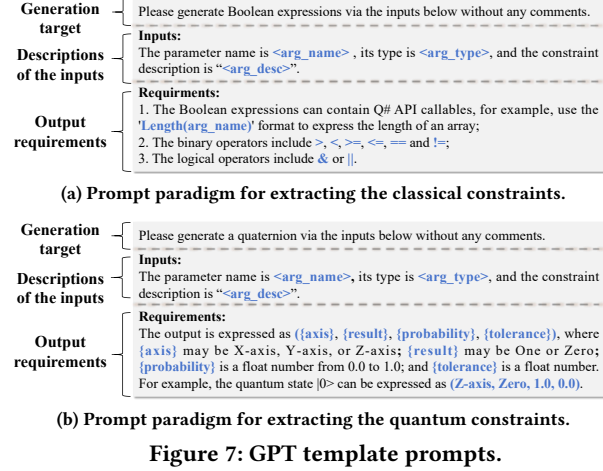 Generation target
Please generate Boolean expressions via the inputs below without any comments.
Descriptions of the inputs
Inputs:
The parameter name is <arg_name> , its type is <arg_type>, and the constraint
description is “<arg_desc>”.
Output requirements
Requirments:
1. The Boolean expressions can contain Q# API callables, for example, use the
'Length(arg_name)' format to express the length of an array;
2. The binary operators include >, <, >=, <=, == and !=;
3. The logical operators include & or ||.
(a) Prompt paradigm for extracting the classical constraints.
Generation target
Please generate a quaternion via the inputs below without any comments.
Descriptions of the inputs
Inputs:
The parameter name is <arg_name>, its type is <arg_type>, and the constraint
description is “<arg_desc>”.
Output requirements
Requirements:
The output is expressed as ({axis}, {result}, {probability}, {tolerance}), where
{axis} may be X-axis, Y-axis, or Z-axis; {result} may be One or Zero;
{probability} is a float number from 0.0 to 1.0; and {tolerance} is a float number.
For example, the quantum state |0> can be expressed as (Z-axis, Zero, 1.0, 0.0).
(b) Prompt paradigm for extracting the quantum constraints.
Figure 7: GPT template prompts.